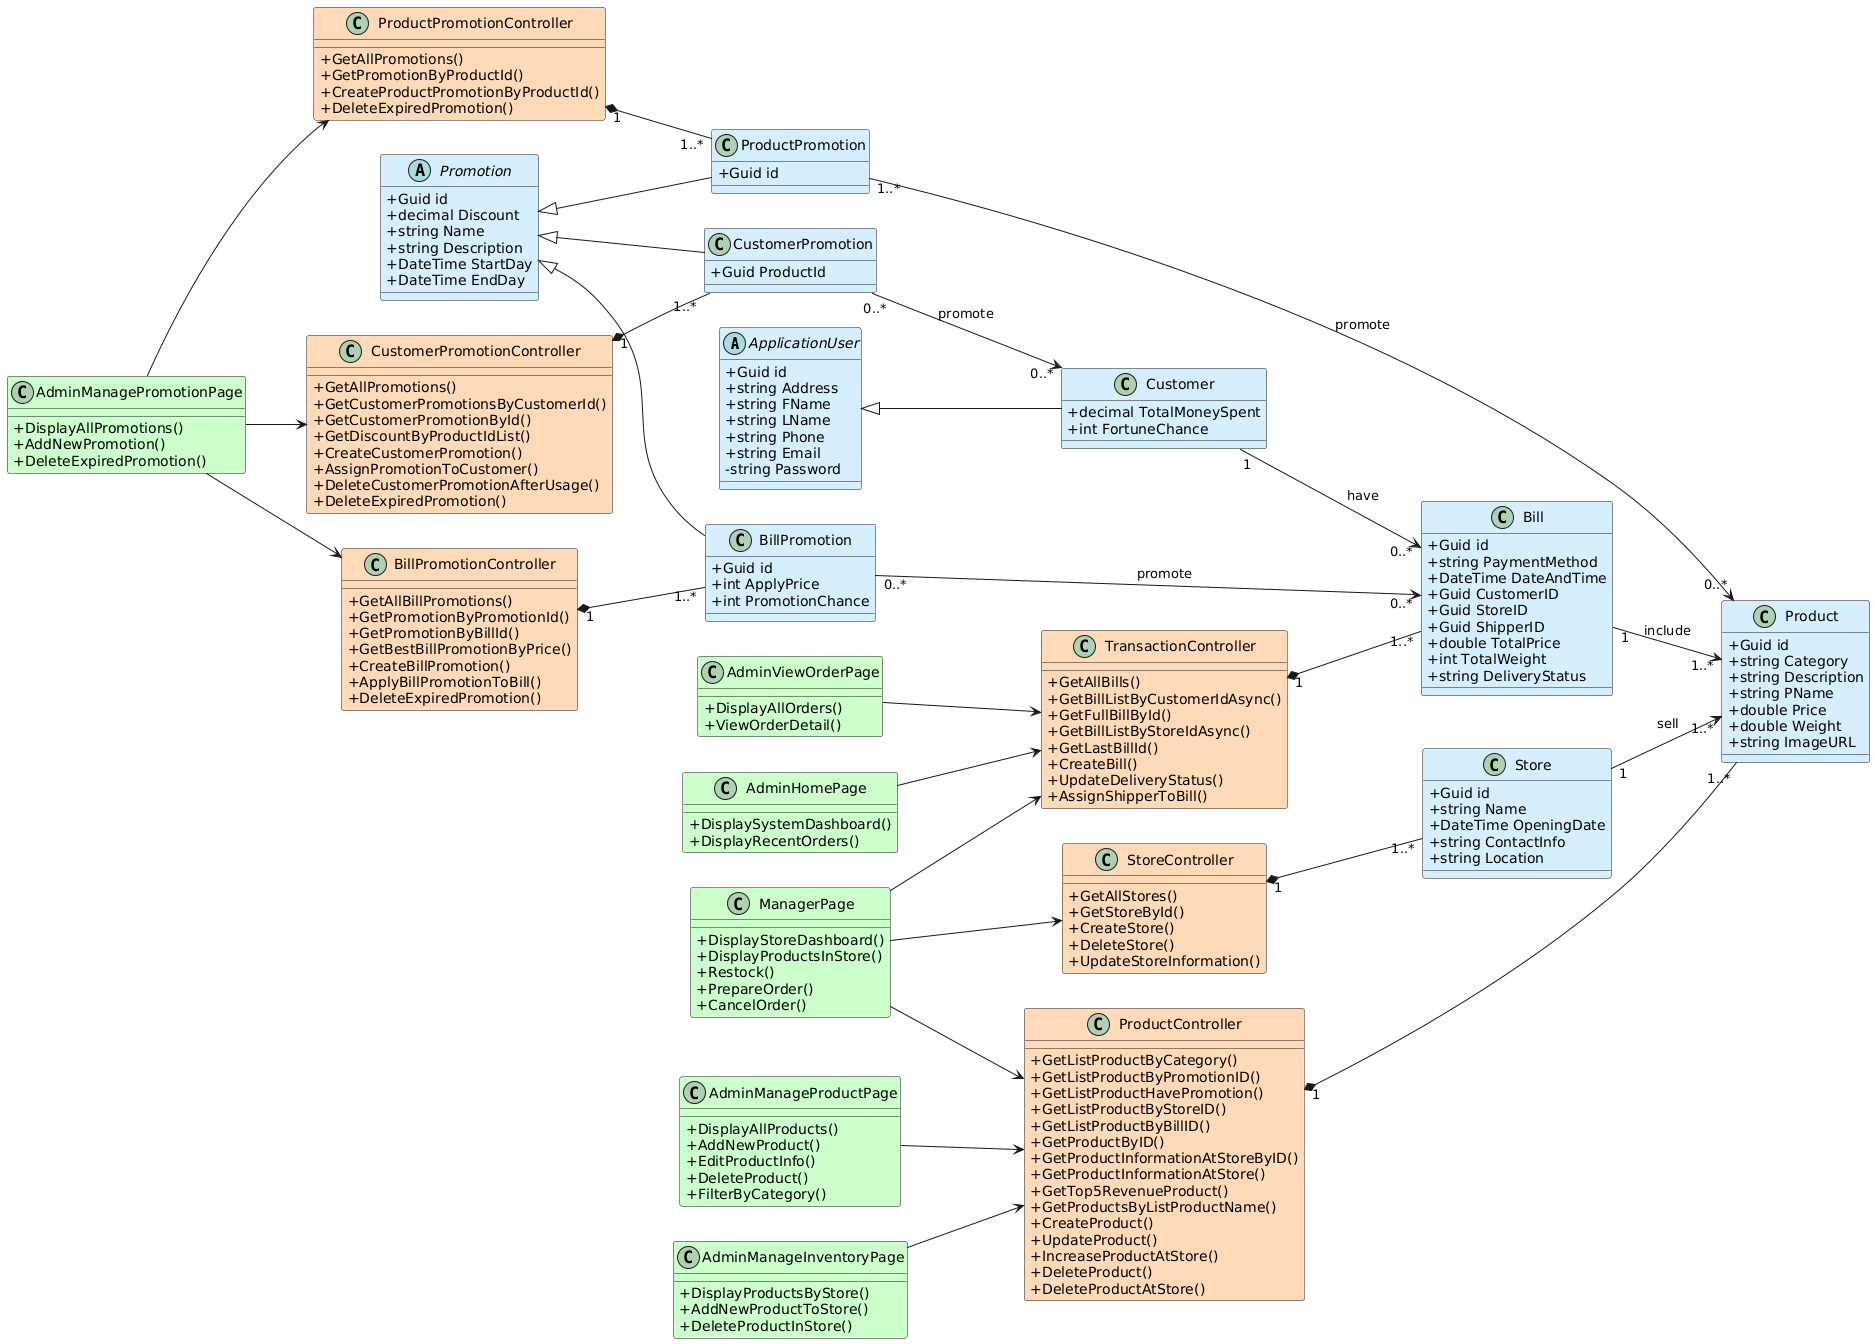 C ProductPromotionController
+GetAllPromotions()
+GetPromotionByProductId()
+CreateProductPromotionByProductId()
+DeleteExpiredPromotion()
1
1..*
C ProductPromotion
+Guid id
1..*
A Promotion
+Guid id
+decimal Discount
+string Name
+string Description
+DateTime StartDay
+DateTime EndDay
C CustomerPromotion
+Guid ProductId
1..*
0..*
promote
promote
C CustomerPromotionController
+GetAllPromotions()
+GetCustomerPromotionsByCustomerId()
+GetCustomerPromotionById()
+GetDiscountByProductIdList()
+CreateCustomerPromotion()
+AssignPromotionToCustomer()
+DeleteCustomerPromotionAfterUsage()
+DeleteExpiredPromotion()
1
A ApplicationUser
+Guid id
+string Address
+string FName
+string LName
+string Phone
+string Email
-string Password
0..*
C Customer
+decimal TotalMoneySpent
+int FortuneChance
1
have
0..*
C AdminManagePromotionPage
+DisplayAllPromotions()
+AddNewPromotion()
+DeleteExpiredPromotion()
C BillPromotionController
+GetAllBillPromotions()
+GetPromotionByPromotionId()
+GetPromotionByBillId()
+GetBestBillPromotionByPrice()
+CreateBillPromotion()
+ApplyBillPromotionToBill()
+DeleteExpiredPromotion()
1
1..*
C BillPromotion
+Guid id
+int ApplyPrice
+int PromotionChance
0..*
promote
0..*
C Bill
+Guid id
+string PaymentMethod
+DateTime DateAndTime
+Guid CustomerID
+Guid StoreID
+Guid ShipperID
+double TotalPrice
+int TotalWeight
+string DeliveryStatus
1
include
1..*
0..*
C Product
+Guid id
+string Category
+string Description
+string PName
+double Price
+double Weight
+string ImageURL
C AdminViewOrderPage
+DisplayAllOrders()
+ViewOrderDetail()
C TransactionController
+GetAllBills()
+GetBillListByCustomerIdAsync()
+GetFullBillById()
+GetBillListByStoreIdAsync()
+GetLastBillId()
+CreateBill()
+UpdateDeliveryStatus()
+AssignShipperToBill()
1
1..*
C AdminHomePage
+DisplaySystemDashboard()
+DisplayRecentOrders()
C Store
+Guid id
+string Name
+DateTime OpeningDate
+string ContactInfo
+string Location
1
sell
1..*
1..*
C ManagerPage
+DisplayStoreDashboard()
+DisplayProductsInStore()
+Restock()
+PrepareOrder()
+CancelOrder()
C StoreController
+GetAllStores()
+GetStoreById()
+CreateStore()
+DeleteStore()
+UpdateStoreInformation()
1
1..*
C ProductController
+GetListProductByCategory()
+GetListProductByPromotionID()
+GetListProductHavePromotion()
+GetListProductByStoreID()
+GetListProductByBillID()
+GetProductByID()
+GetProductInformationAtStoreByID()
+GetProductInformationAtStore()
+GetTop5RevenueProduct()
+GetProductsByListProductName()
+CreateProduct()
+UpdateProduct()
+IncreaseProductAtStore()
+DeleteProduct()
+DeleteProductAtStore()
1
C AdminManageProductPage
+DisplayAllProducts()
+AddNewProduct()
+EditProductInfo()
+DeleteProduct()
+FilterByCategory()
C AdminManageInventoryPage
+DisplayProductsByStore()
+AddNewProductToStore()
+DeleteProductInStore()